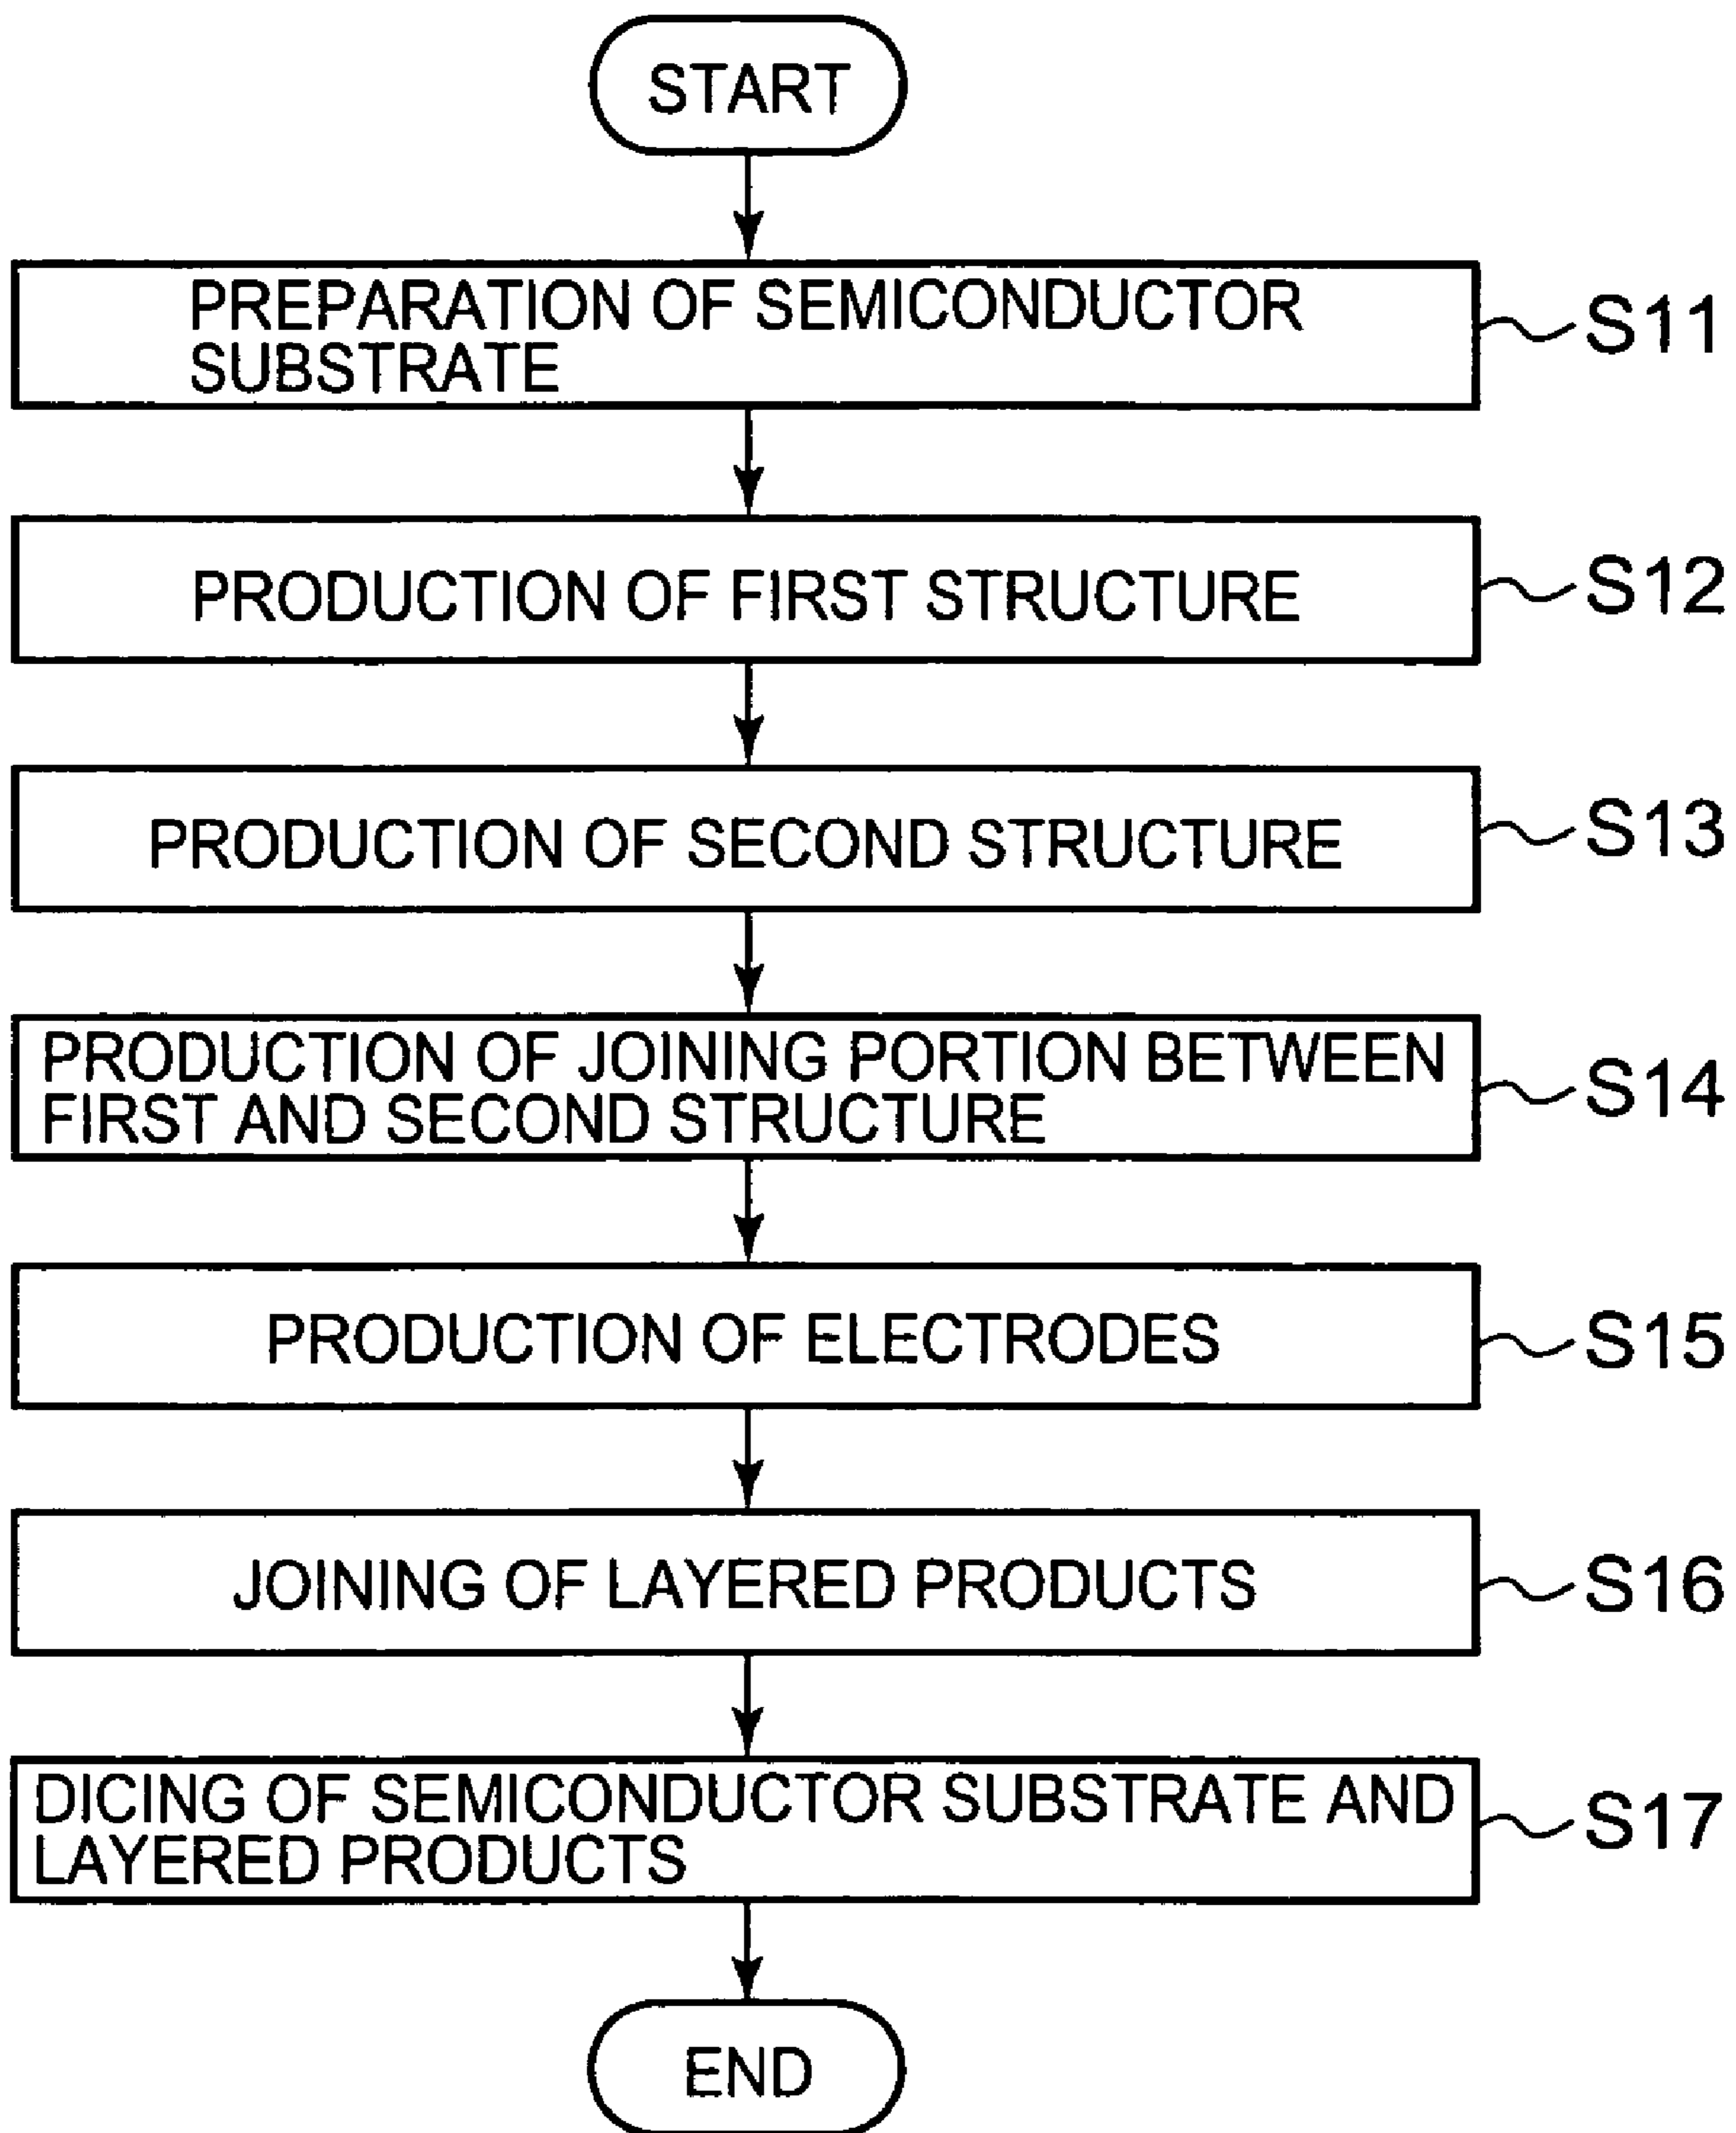 START
PREPARATION OF SEMICONDUCTOR
SUBSTRATE
S11
PRODUCTION OF FIRST STRUCTURE
S12
PRODUCTION OF SECOND STRUCTURE
S13
PRODUCTION OF JOINING PORTION BETWEEN
FIRST AND SECOND STRUCTURE
S14
PRODUCTION OF ELECTRODES
S15
JOINING OF LAYERED PRODUCTS
S16
DICING OF SEMICONDUCTOR SUBSTRATE AND
LAYERED PRODUCTS
S17
END